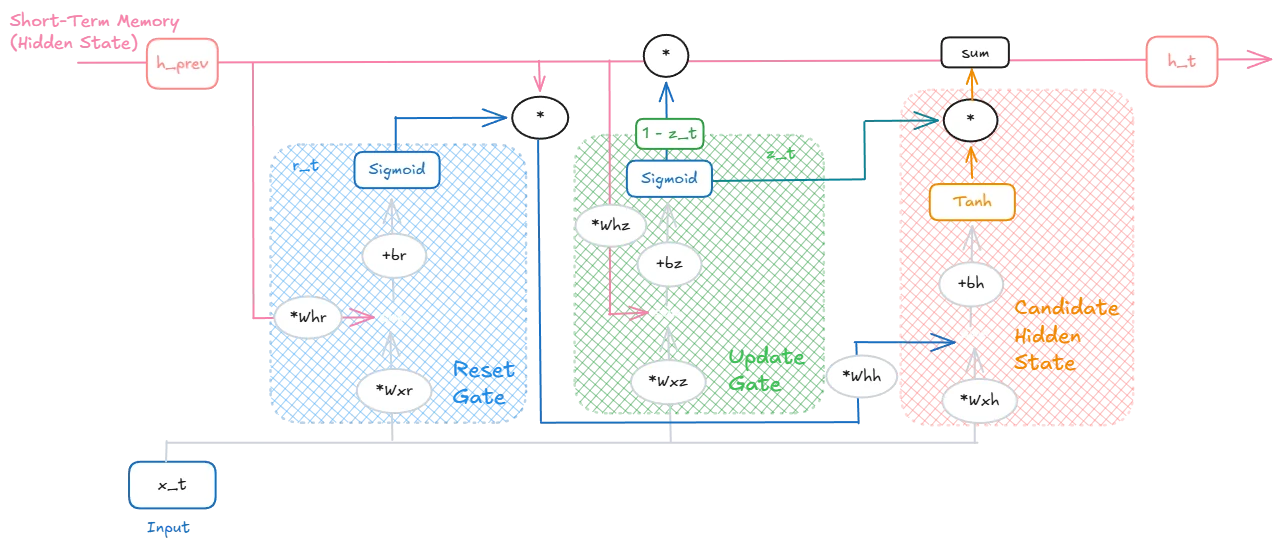 Short-Term Memory
(Hidden State)
h_prev
*
sum
h_t
*
*
1 - z_t
r_t
Sigmoid
z_t
Sigmoid
Tanh
*Whz
+br
+bz
+bh
*Whr
Candidate
Hidden
State
Reset
Gate
Update
Gate
*Wxr
*Wxz
*Whh
*Wxh
x_t
Input